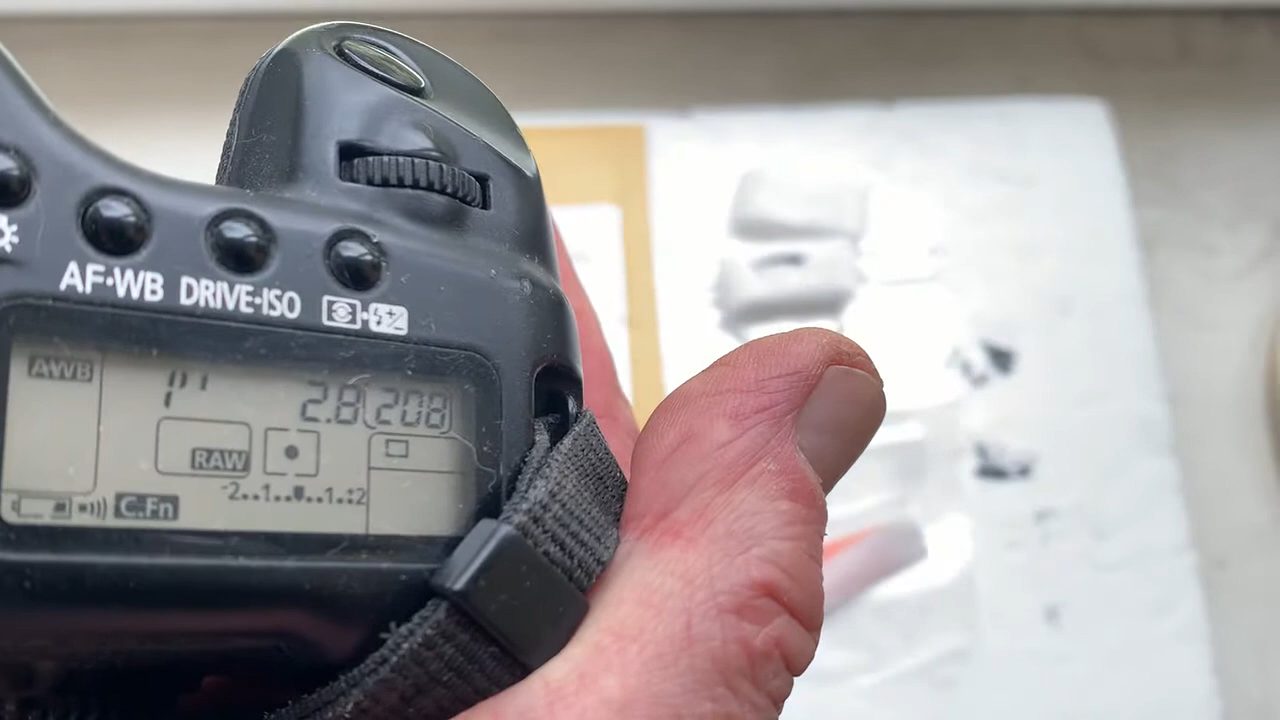 AF•WB DRIVE•ISO
AWB
2.8 [208]
RAW
-2..1..▼..1.:2
C.Fn